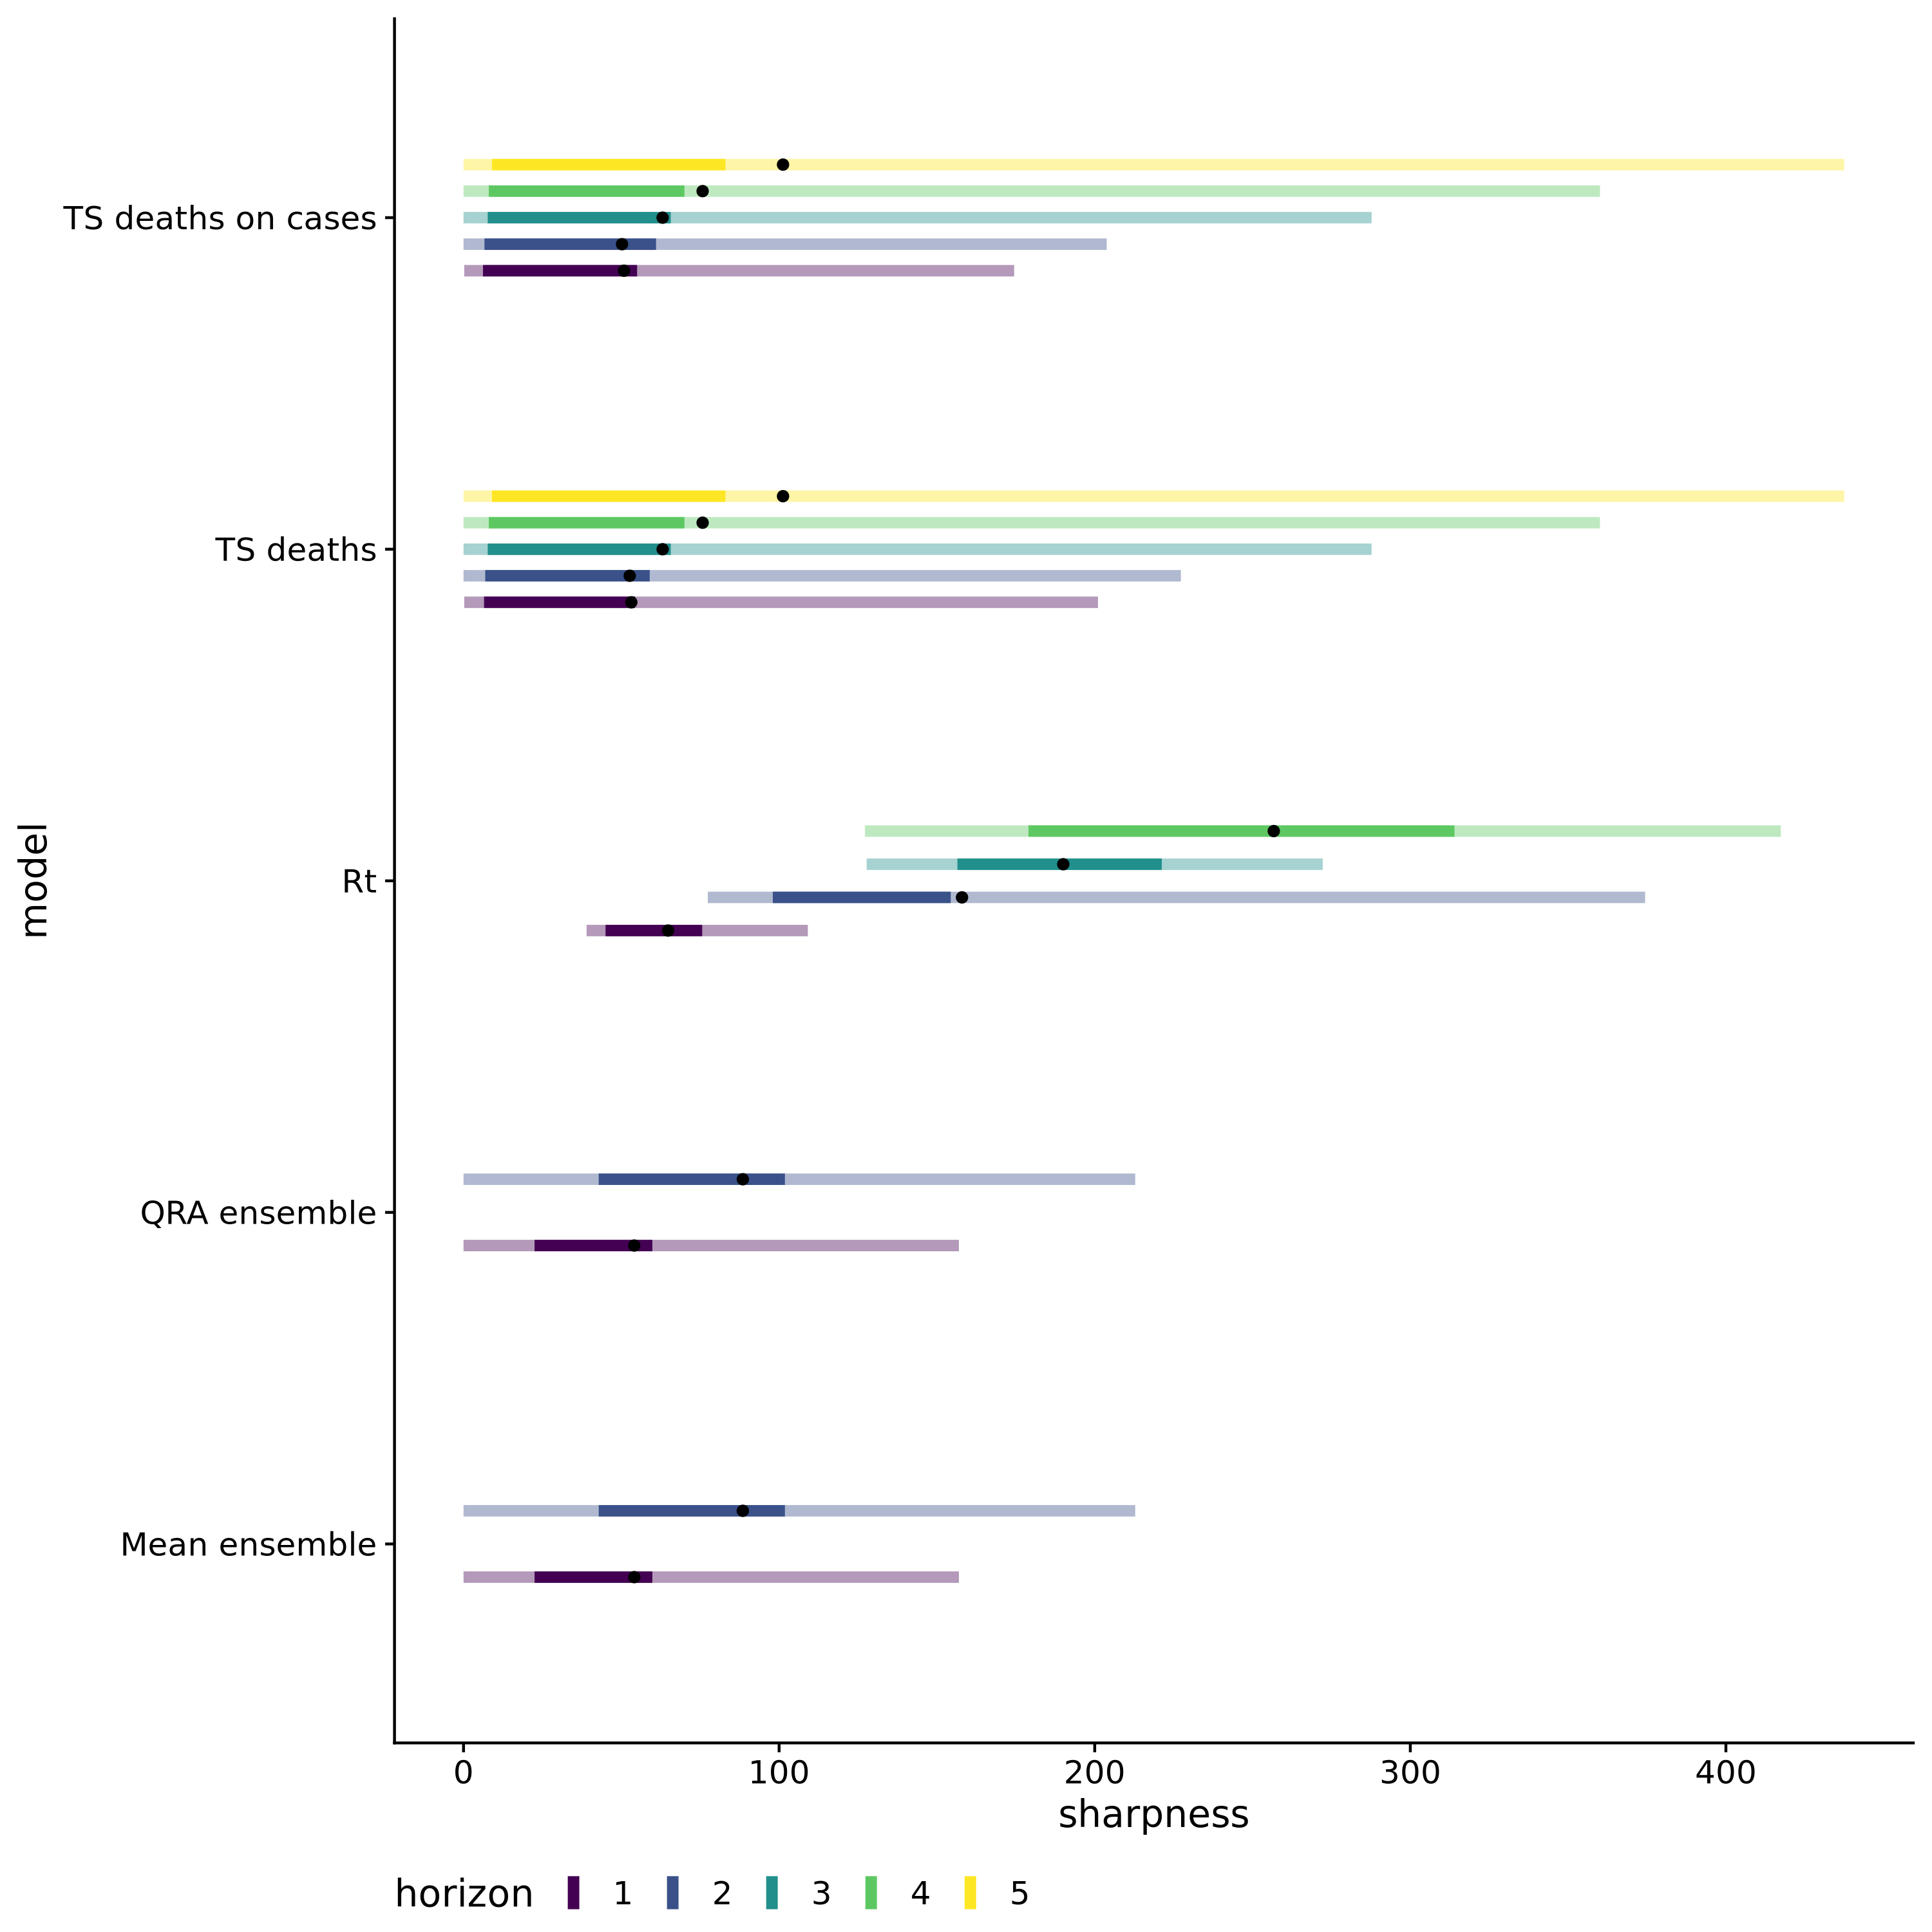 TS deaths on cases
TS deaths
Rt
QRA ensemble
Mean ensemble
model
0 100 200 300 400
sharpness
horizon 1 2 3 4 5